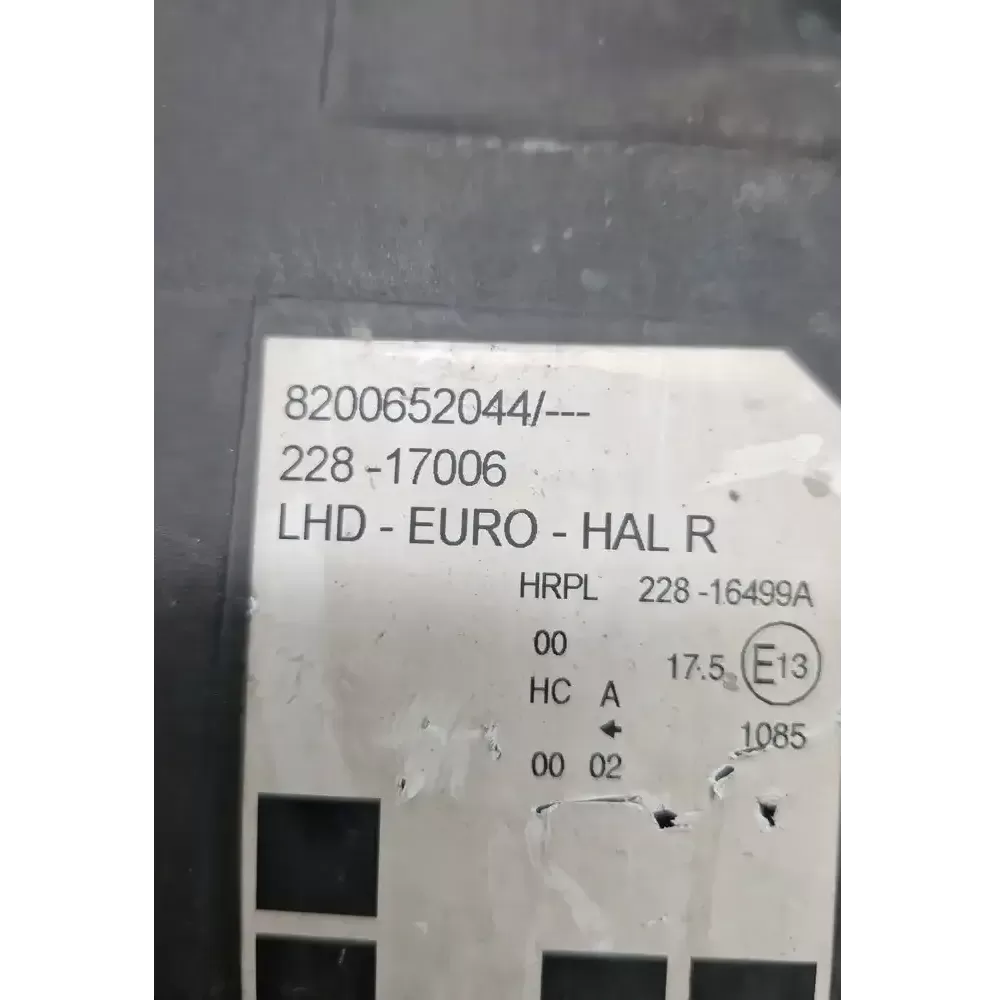 8200652044/---
228 -17006
LHD - EURO - HAL R
HRPL 228 -16499A
00
17.5 E13
HC A
1085
00 02